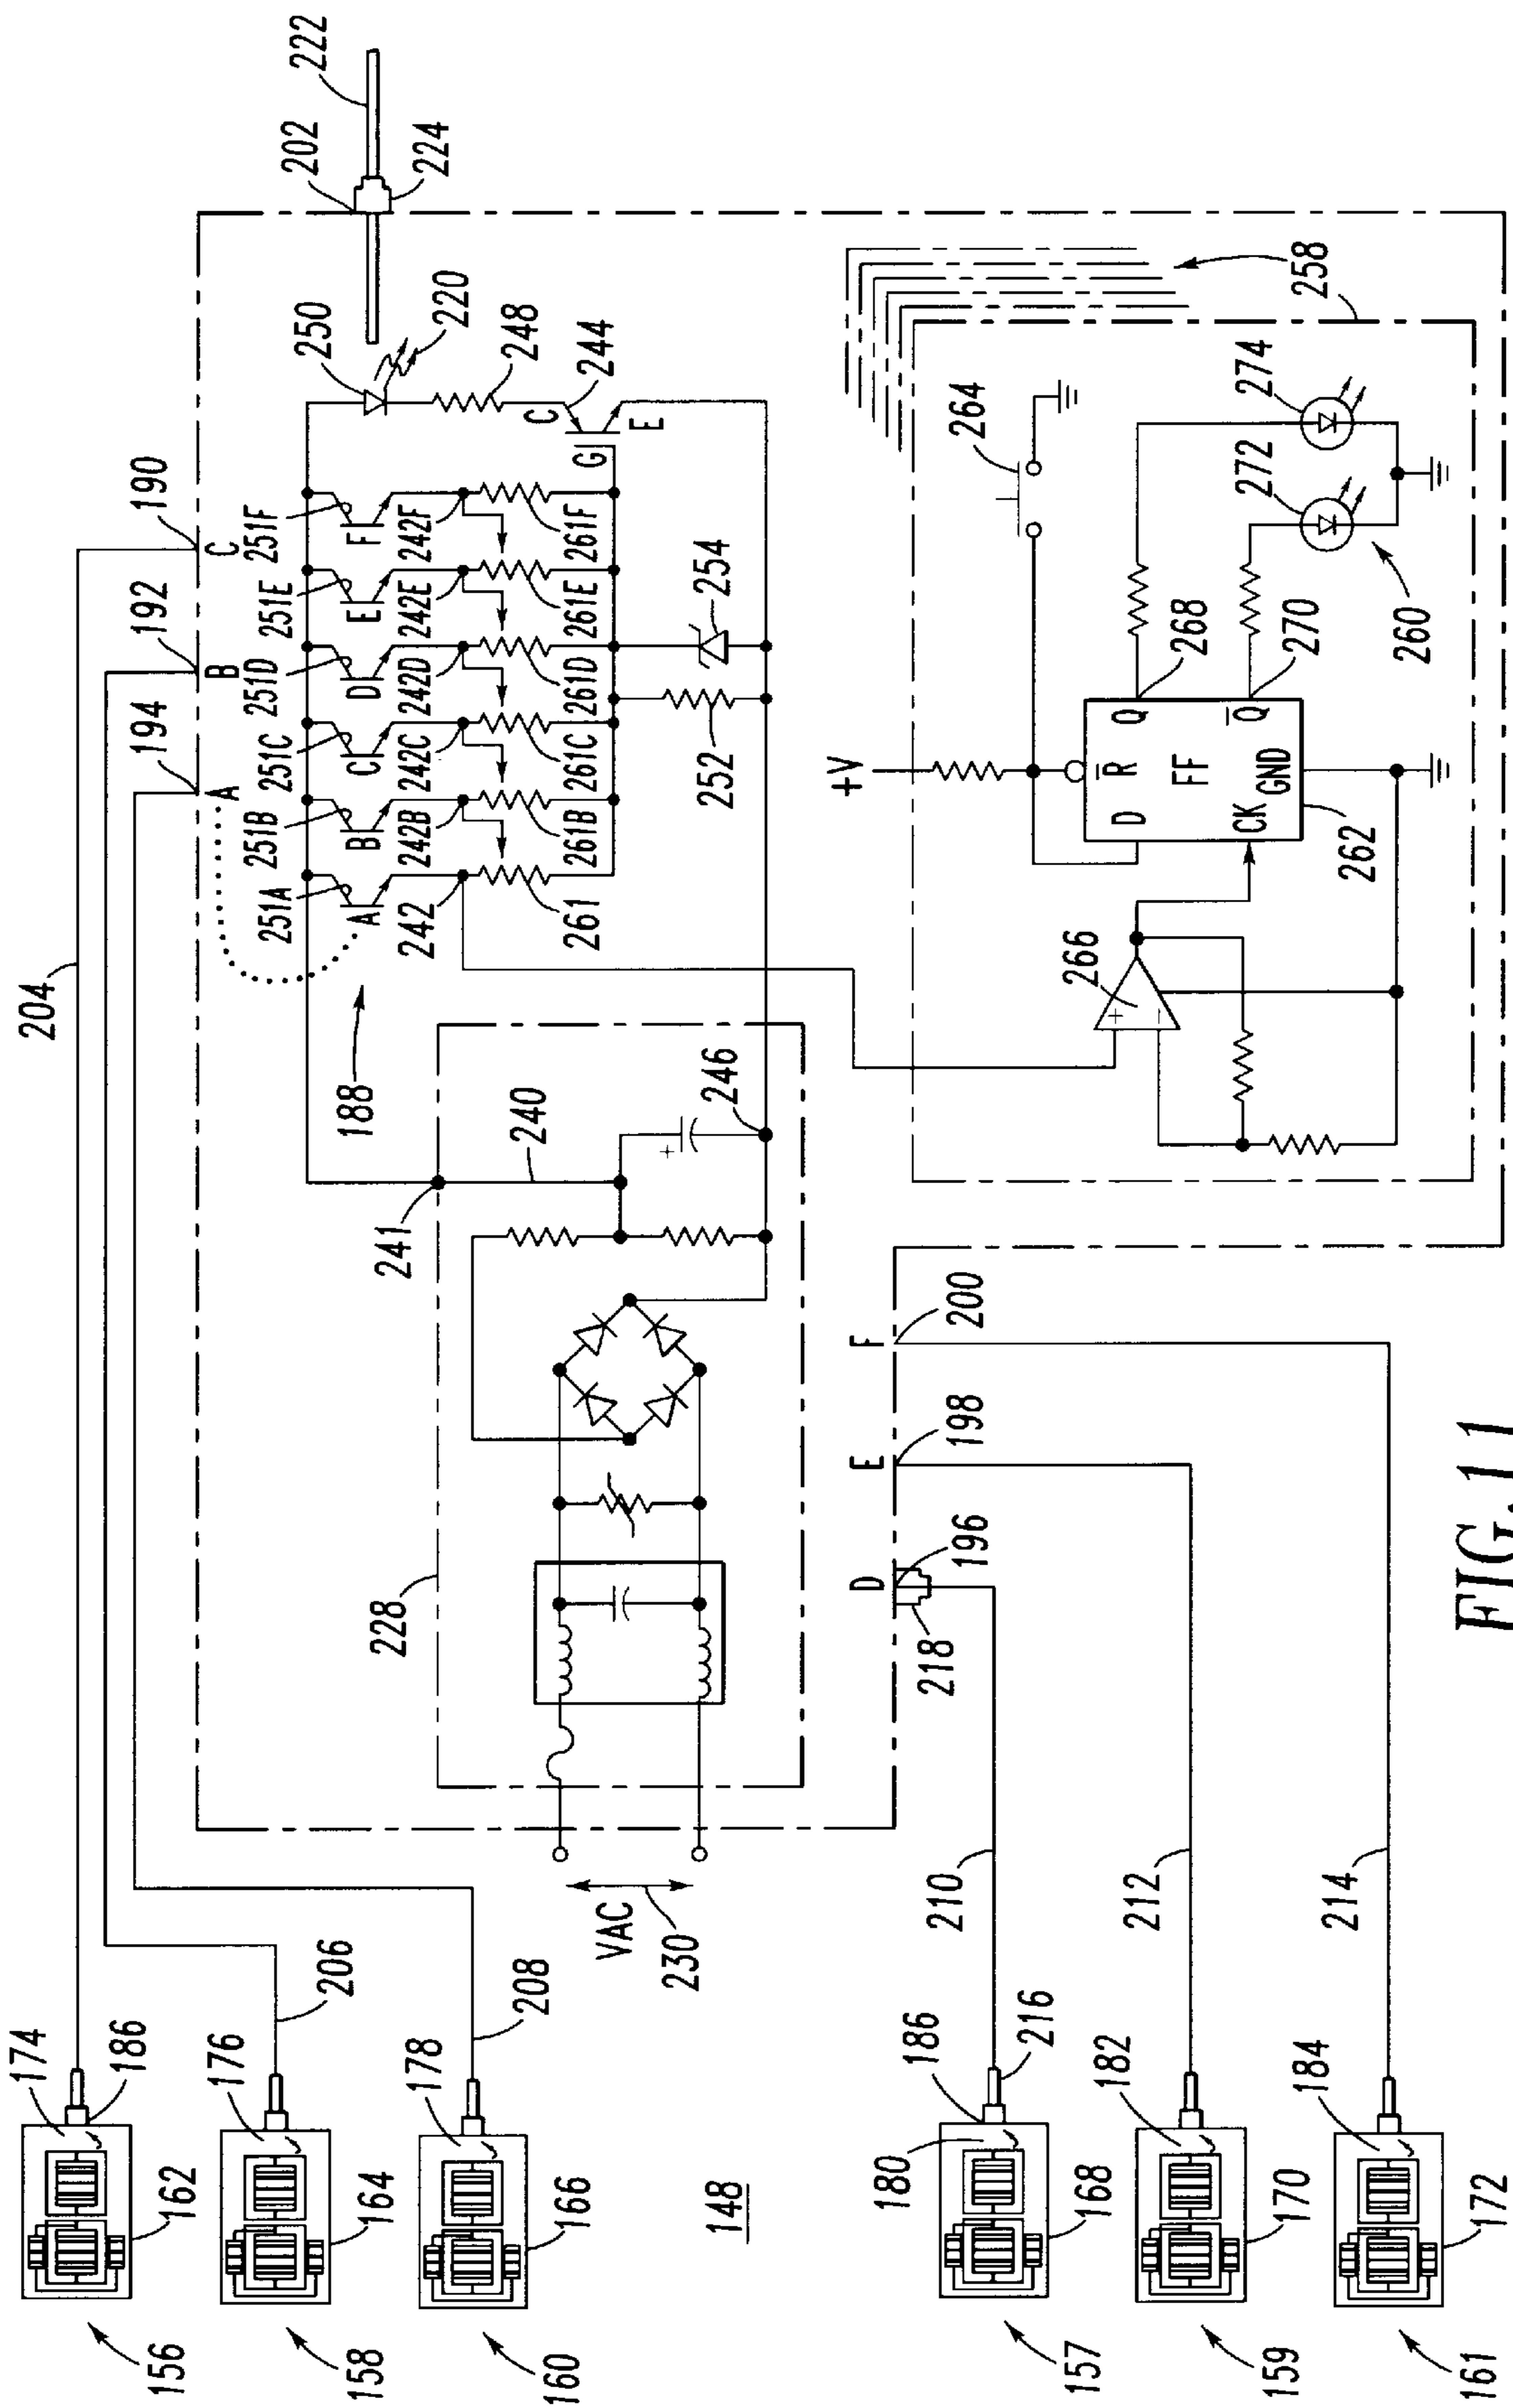 204
190
192
194
C
B
A
202
222
224
250
220
248
244
C
G
E
251F
251E
251D
251C
251B
251A
F
E
D
C
B
A
242F
242E
242D
242C
242B
242
261F
261E
261D
261C
261B
261
254
252
188
240
246
241
228
VAC
230
258
264
274
272
260
+V
268
270
Q
Q̅
R̅
D
FF
CK
GND
262
266
+
−
+
F
200
E
198
D
196
218
210
212
214
174
186
162
156
176
206
164
158
178
208
166
160
148
186
216
180
168
157
182
170
159
184
172
161
FIG.11